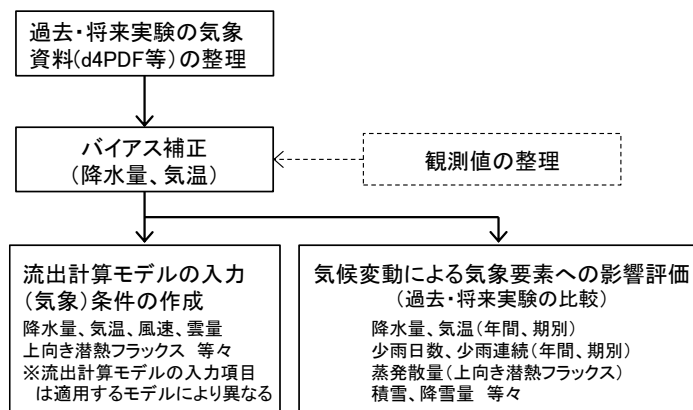 過去・将来実験の気象
資料(d4PDF等)の整理
バイアス補正
(降水量、気温)
観測値の整理
流出計算モデルの入力
(気象)条件の作成
降水量、気温、風速、雲量
上向き潜熱フラックス 等々
※流出計算モデルの入力項目
は適用するモデルにより異なる
気候変動による気象要素への影響評価
(過去・将来実験の比較)
降水量、気温(年間、期別)
少雨日数、少雨連続(年間、期別)
蒸発散量(上向き潜熱フラックス)
積雪、降雪量 等々